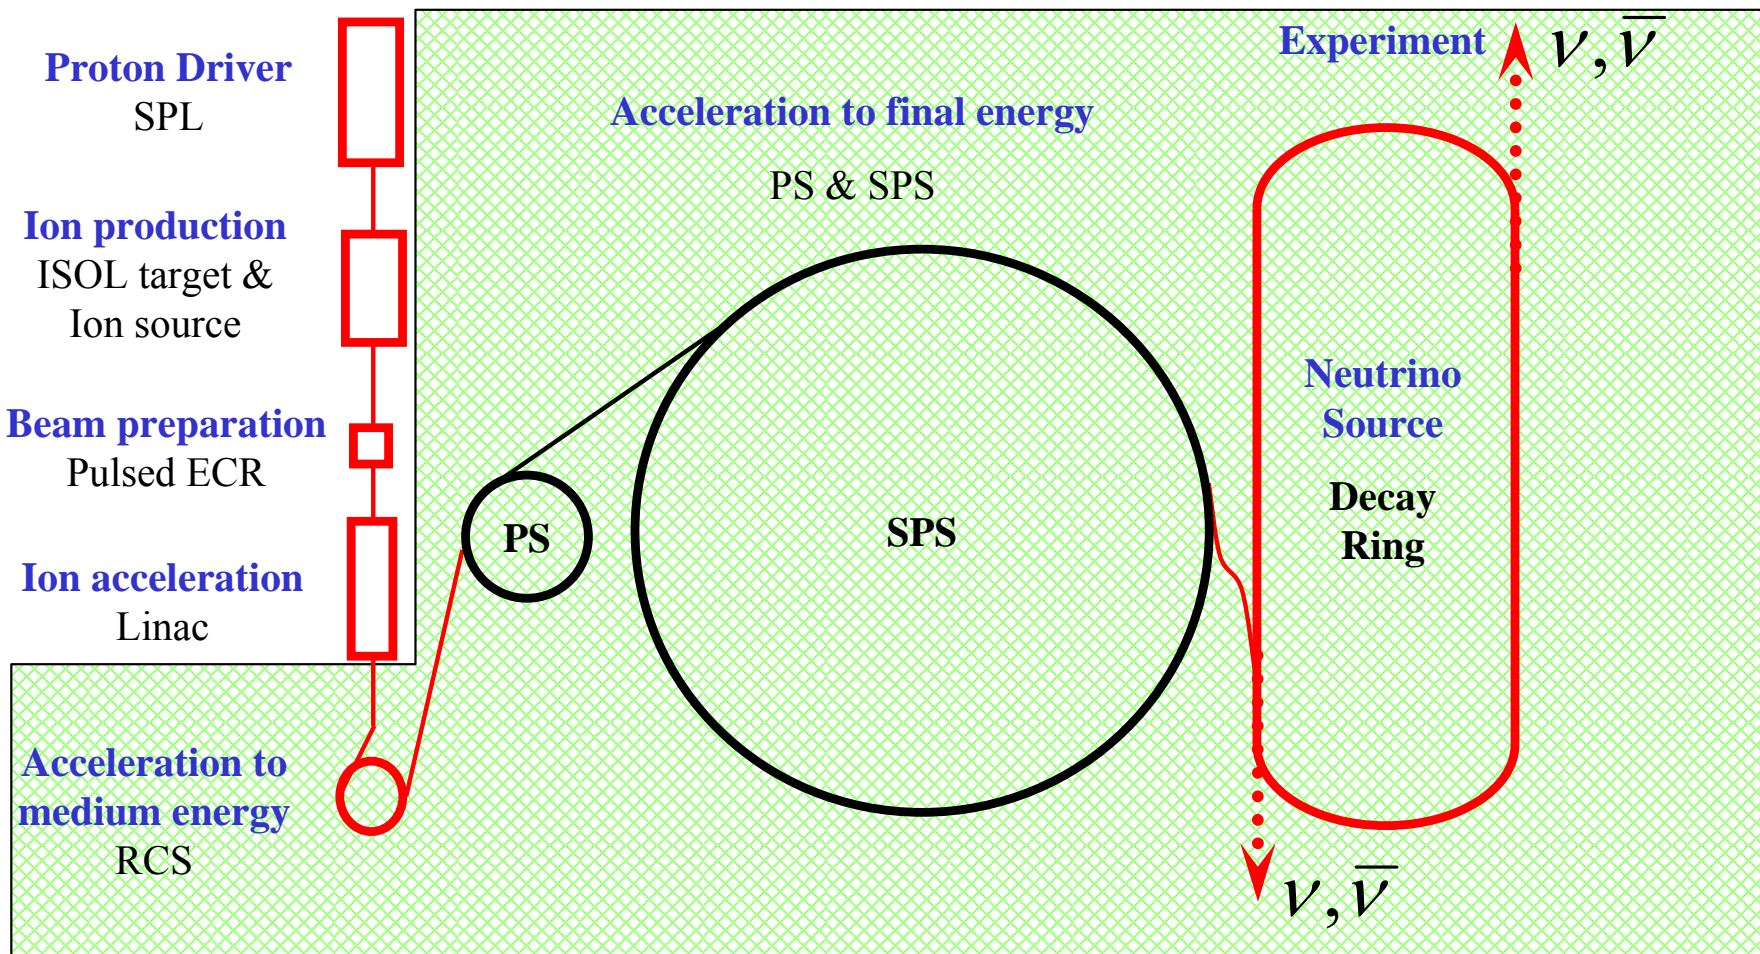 Proton Driver
SPL
Ion production
ISOL target &
Ion source
Beam preparation
Pulsed ECR
Ion acceleration
Linac
Acceleration to
medium energy
RCS
Acceleration to final energy
PS & SPS
PS
SPS
Experiment
ν, ν̅
Neutrino
Source
Decay
Ring
ν, ν̅